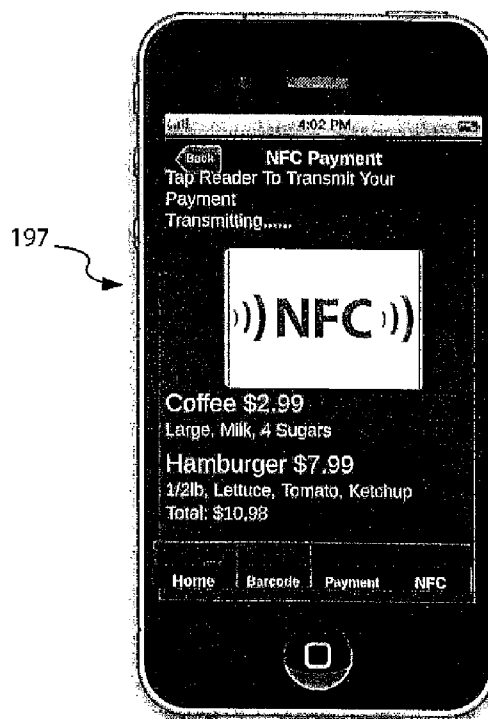 4:02 PM
Back NFC Payment
Tap Reader To Transmit Your
Payment
Transmitting......
197
NFC
Coffee $2.99
Large, Milk, 4 Sugars
Hamburger $7.99
1/2lb, Lettuce, Tomato, Ketchup
Total: $10.98
Home Barcode Payment NFC